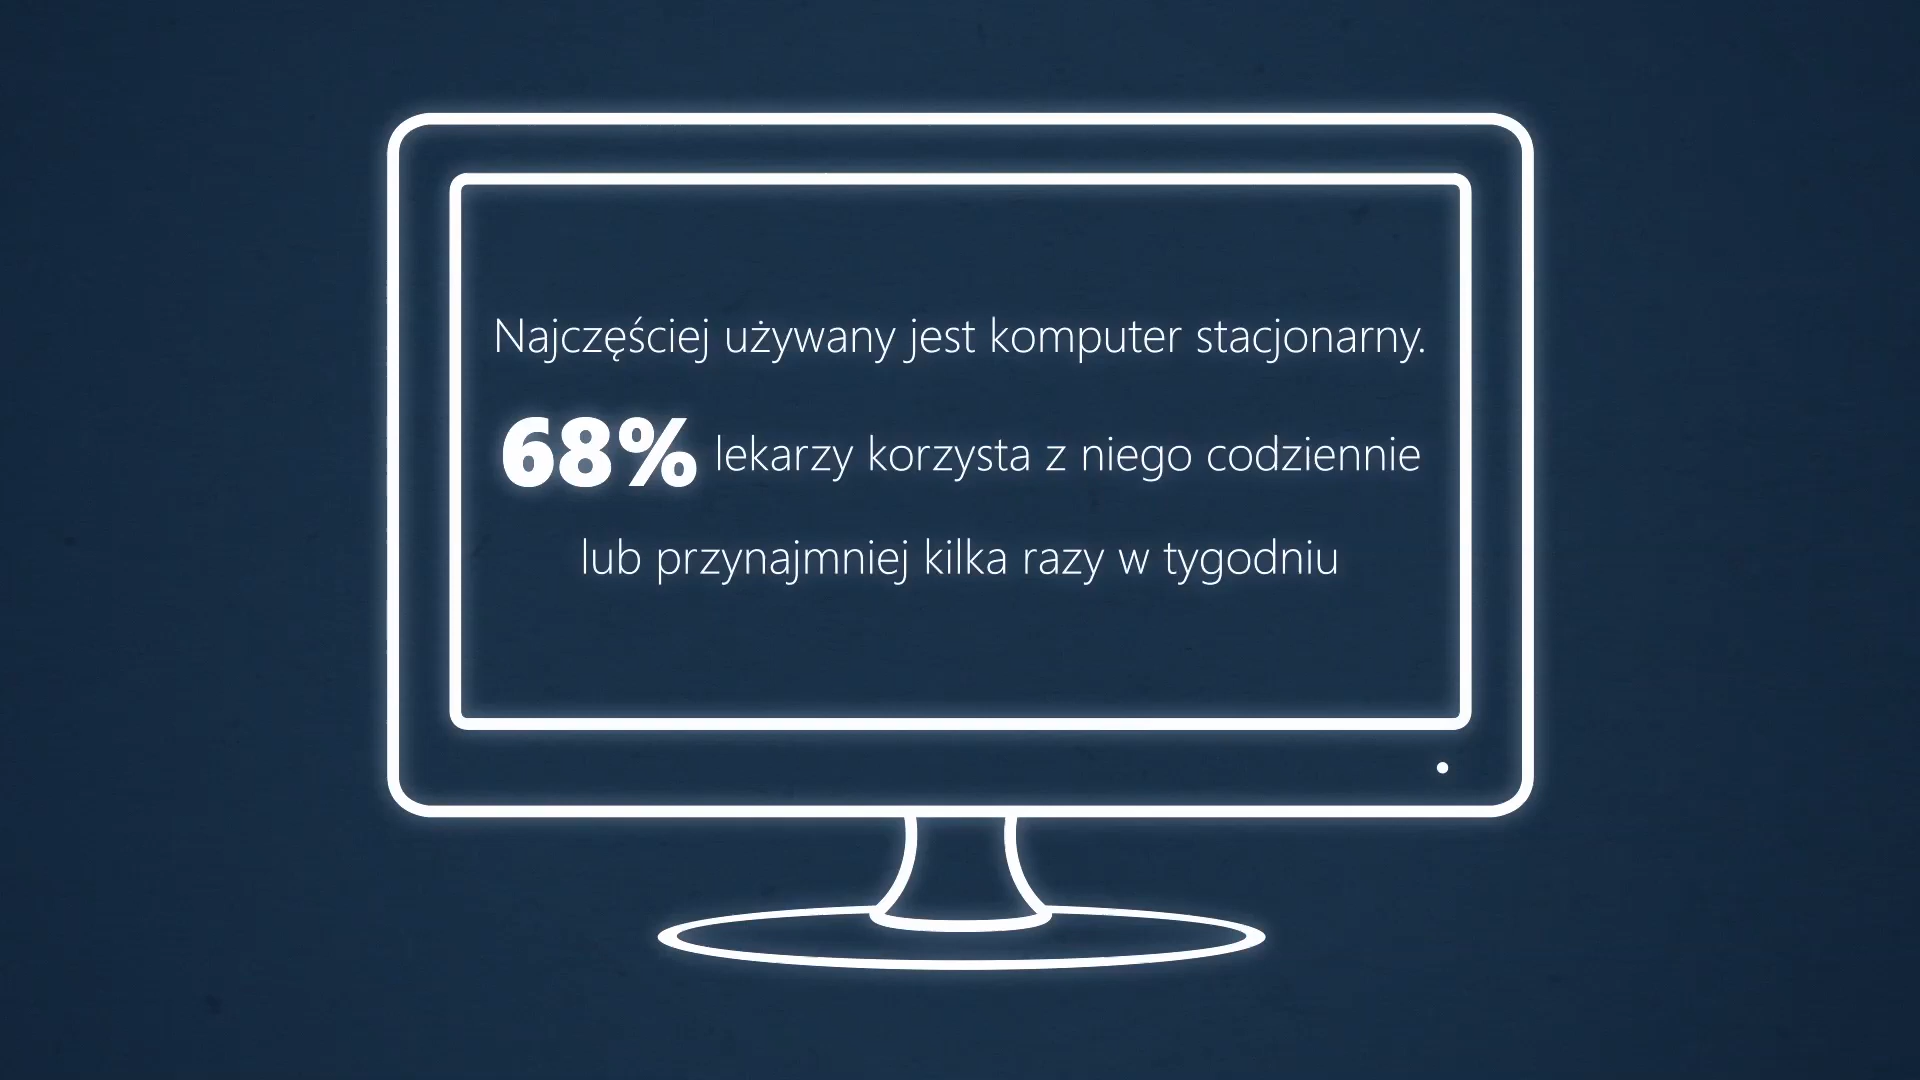 Najczęściej używany jest komputer stacjonarny.
68% lekarzy korzysta z niego codziennie
lub przynajmniej kilka razy w tygodniu